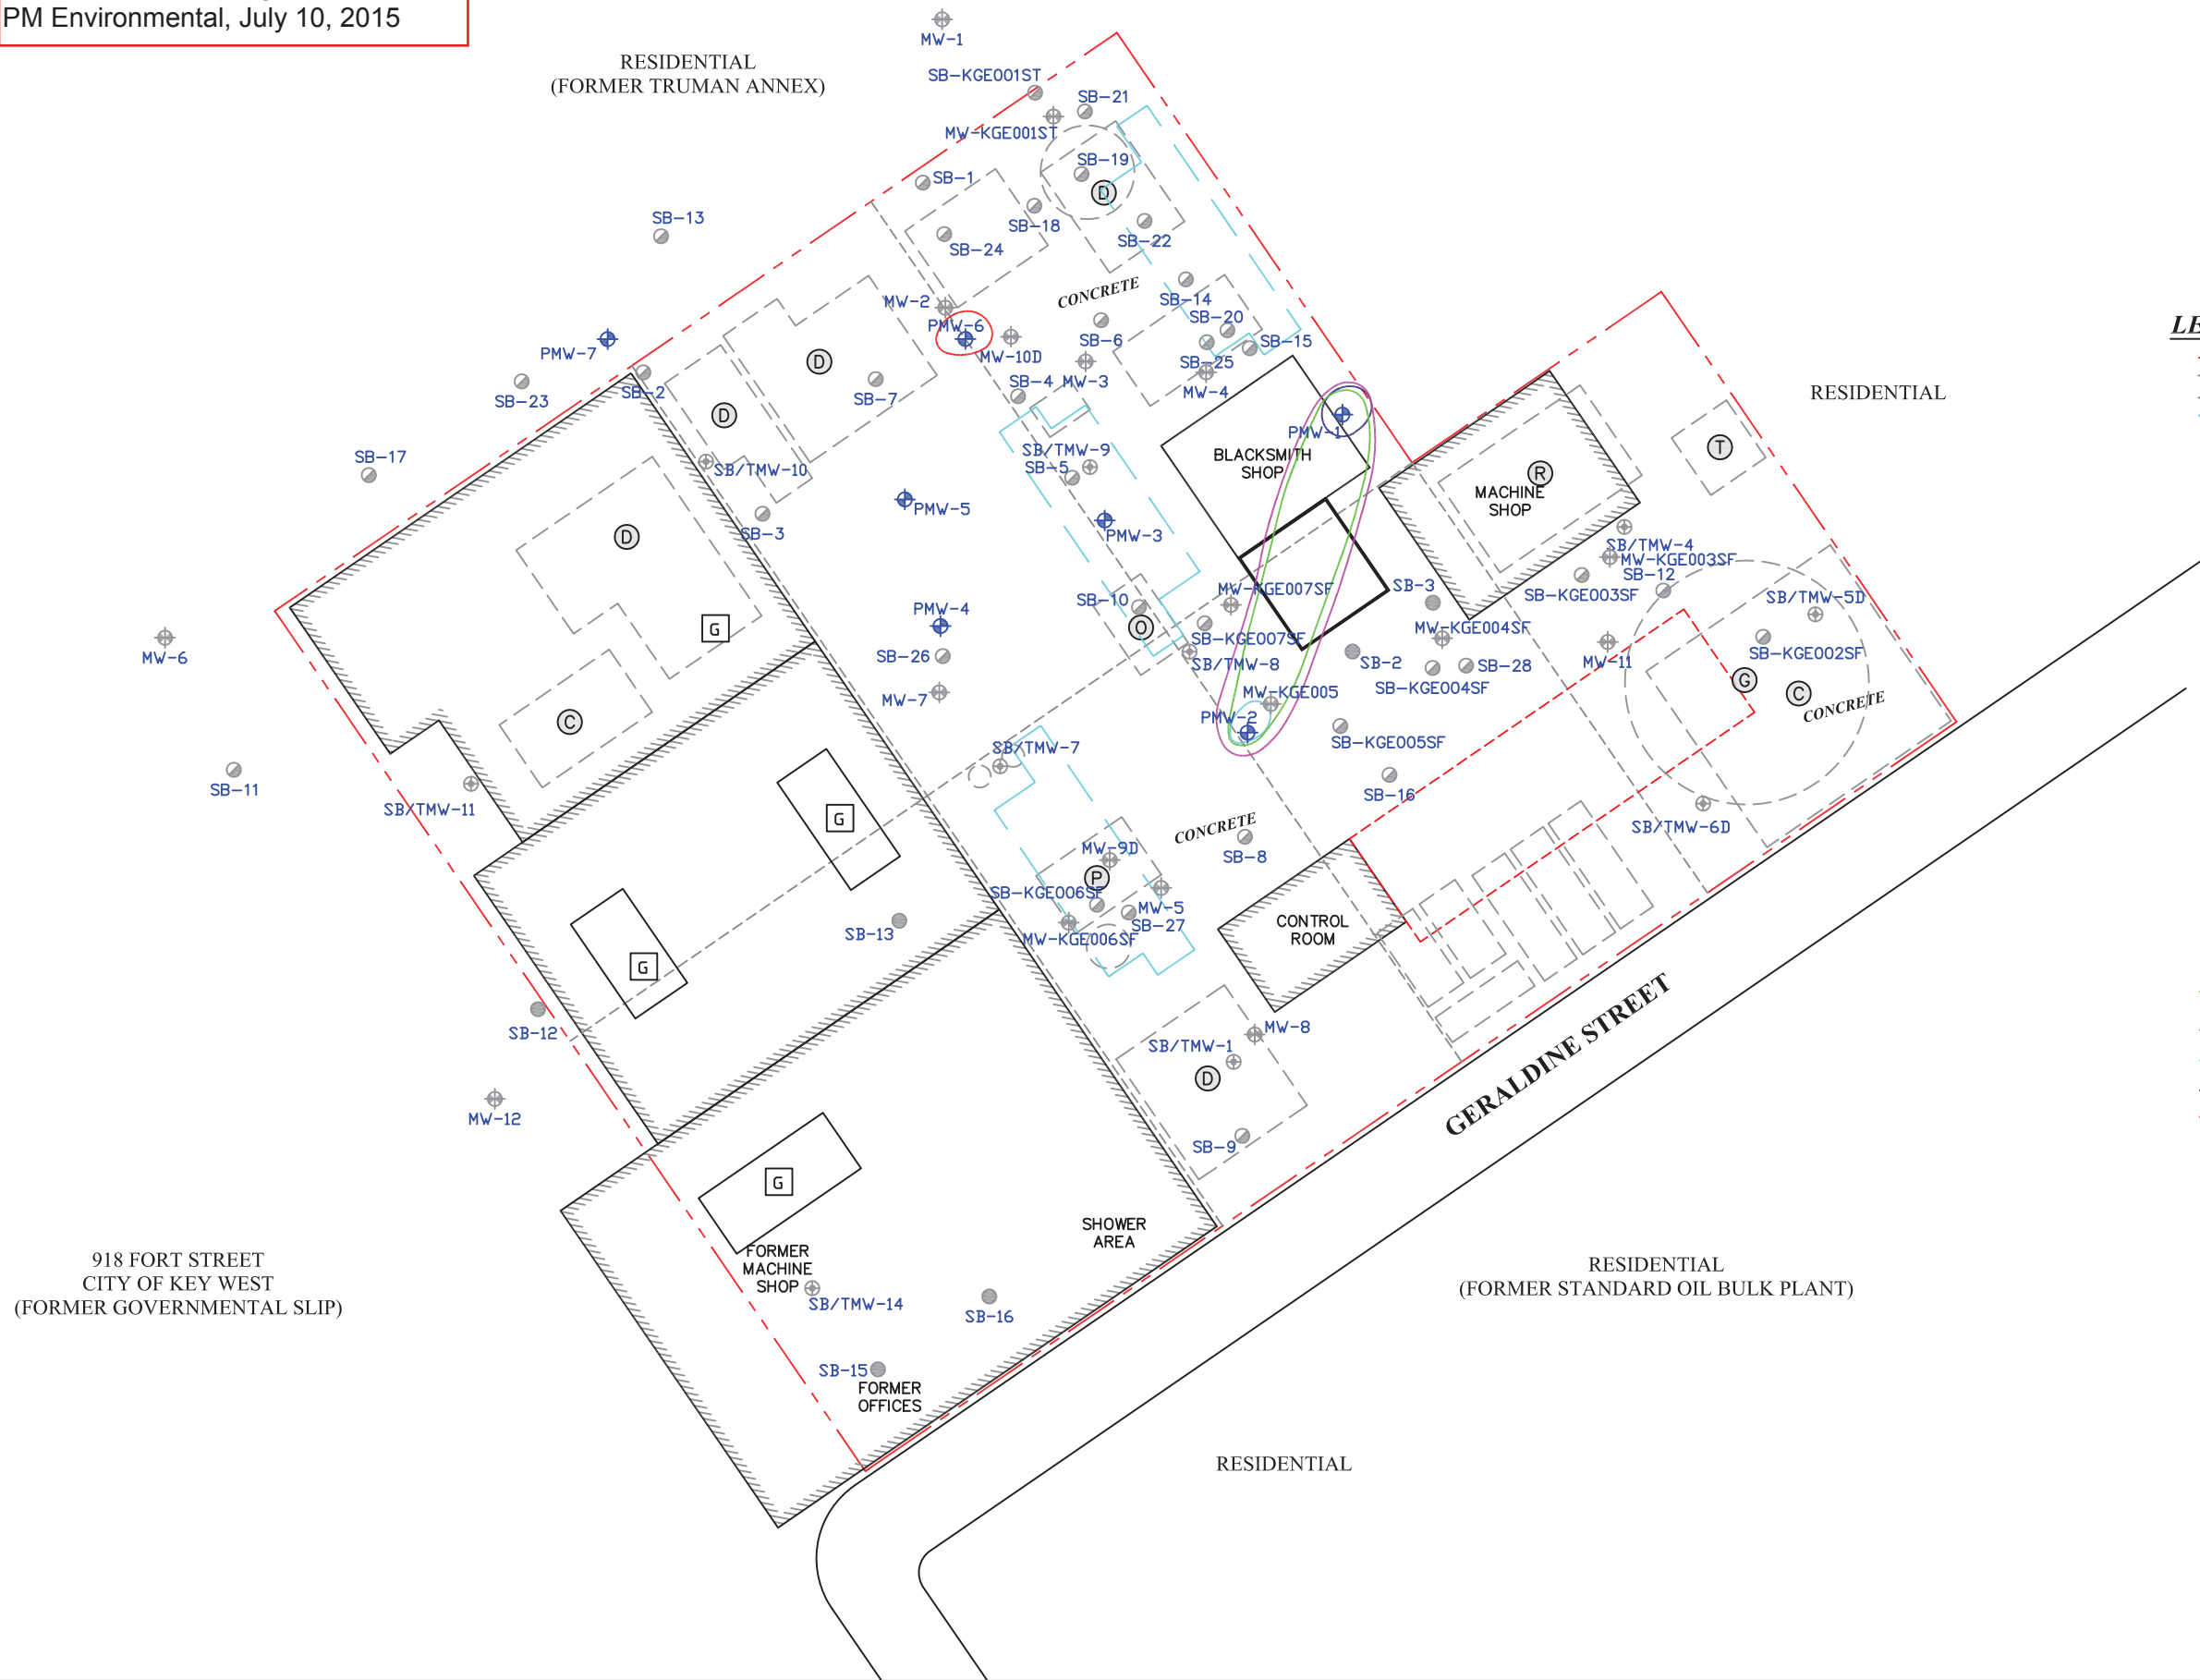 PM Environmental, July 10, 2015
MW-1
RESIDENTIAL
(FORMER TRUMAN ANNEX)
SB-KGE001ST
SB-21
MW-KGE001ST
SB-19
D
SB-1
SB-18
SB-13
SB-22
SB-24
CONCRETE
SB-14
MW-2
SB-20
PMW-6
SB-6
SB-15
PMW-7
MW-10D
SB-25
D
SB-4
MW-3
MW-4
SB-2
SB-7
SB-23
D
RESIDENTIAL
LE
PMW-1
T
SB-17
SB/TMW-9
SB-5
BLACKSMITH
SHOP
SB/TMW-10
R
MACHINE
SHOP
PMW-5
D
SB-3
PMW-3
SB/TMW-4
MW-KGE003SF
SB-12
SB-KGE003SF
SB-3
MW-KGE007SF
SB-10
SB/TMW-5D
PMW-4
G
O
SB-KGE007SF
MW-KGE004SF
SB-KGE002SF
MW-6
SB-26
SB/TMW-8
SB-2
SB-28
MW-11
SB-KGE004SF
G
C
MW-7
MW-KGE005
CONCRETE
C
PMW-2
SB-KGE005SF
SB/TMW-7
SB-11
SB/TMW-11
SB-16
G
CONCRETE
SB/TMW-6D
MW-9D
SB-8
P
SB-KGE006SF
MW-5
SB-27
CONTROL
ROOM
SB-13
MW-KGE006SF
G
SB-12
MW-8
SB/TMW-1
GERALDINE STREET
D
MW-12
SB-9
G
SHOWER
AREA
918 FORT STREET
CITY OF KEY WEST
(FORMER GOVERNMENTAL SLIP)
FORMER
MACHINE
SHOP
RESIDENTIAL
(FORMER STANDARD OIL BULK PLANT)
SB/TMW-14
SB-16
SB-15
FORMER
OFFICES
RESIDENTIAL